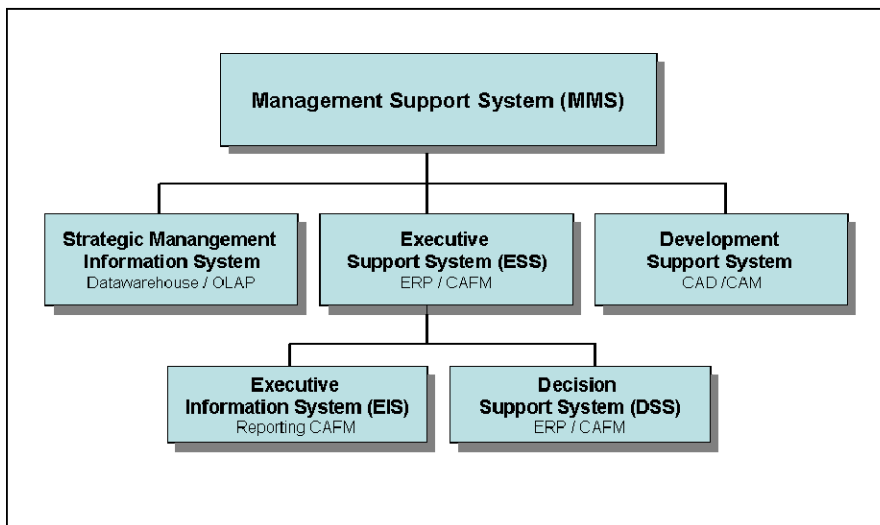 Management Support System (MMS)
Strategic Manangement
Information System
Datawarehouse / OLAP
Executive
Support System (ESS)
ERP / CAFM
Development
Support System
CAD /CAM
Executive
Information System (EIS)
Reporting CAFM
Decision
Support System (DSS)
ERP / CAFM